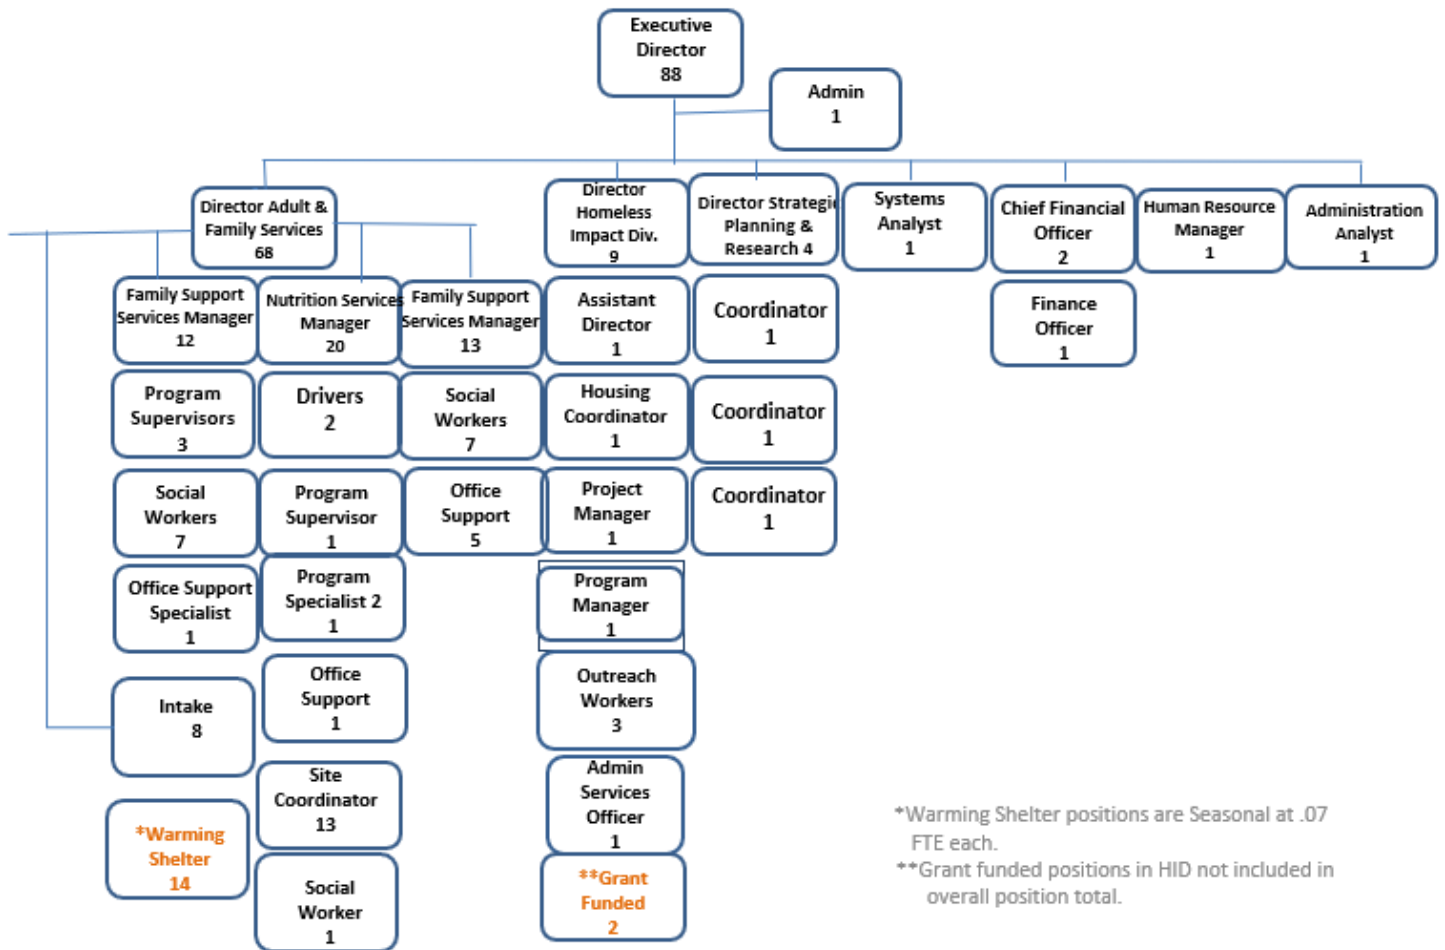 Executive
Director
88
Admin
1
Director Adult &
Family Services
68
Director
Homeless
Impact Div.
9
Director Strategic
Planning &
Research 4
Systems
Analyst
1
Chief Financial
Officer
2
Human Resource
Manager
1
Administration
Analyst
1
Family Support
Services Manager
12
Nutrition Services
Manager
20
Family Support
Services Manager
13
Assistant
Director
1
Coordinator
1
Finance
Officer
1
Program
Supervisors
3
Drivers
2
Social
Workers
7
Housing
Coordinator
1
Coordinator
1
Social
Workers
7
Program
Supervisor
1
Office
Support
5
Project
Manager
1
Coordinator
1
Office Support
Specialist
1
Program
Specialist 2
1
Program
Manager
1
Intake
8
Office
Support
1
Outreach
Workers
3
*Warming
Shelter
14
Site
Coordinator
13
Admin
Services
Officer
1
Social
Worker
1
**Grant
Funded
2
*Warming Shelter positions are Seasonal at .07
FTE each.
**Grant funded positions in HID not included in
overall position total.